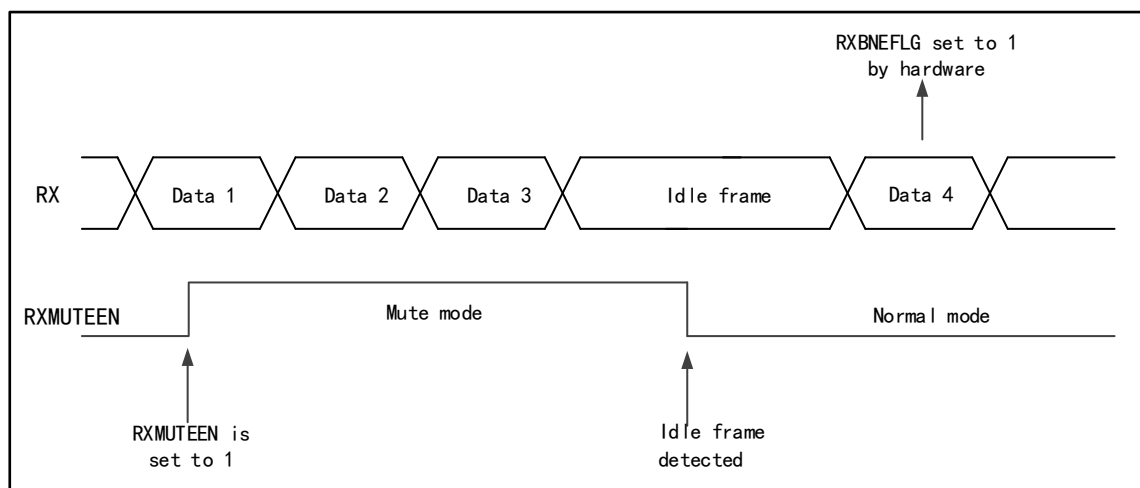 RXBNEFLG set to 1
by hardware
RX
Data 1
Data 2
Data 3
Idle frame
Data 4
RXMUTEEN
Mute mode
Normal mode
RXMUTEEN is
set to 1
Idle frame
detected